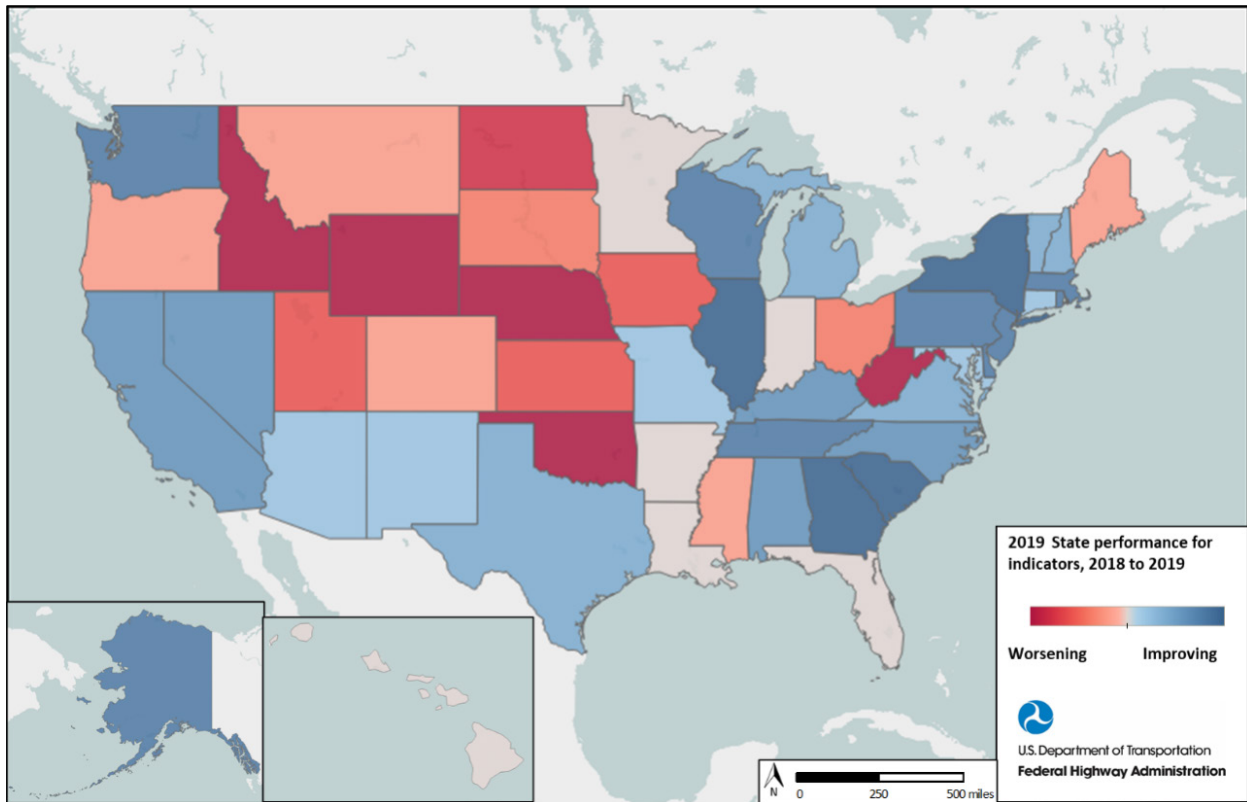 2019 State performance for
indicators, 2018 to 2019
Worsening Improving
U.S. Department of Transportation
Federal Highway Administration
N
0 250 500 miles